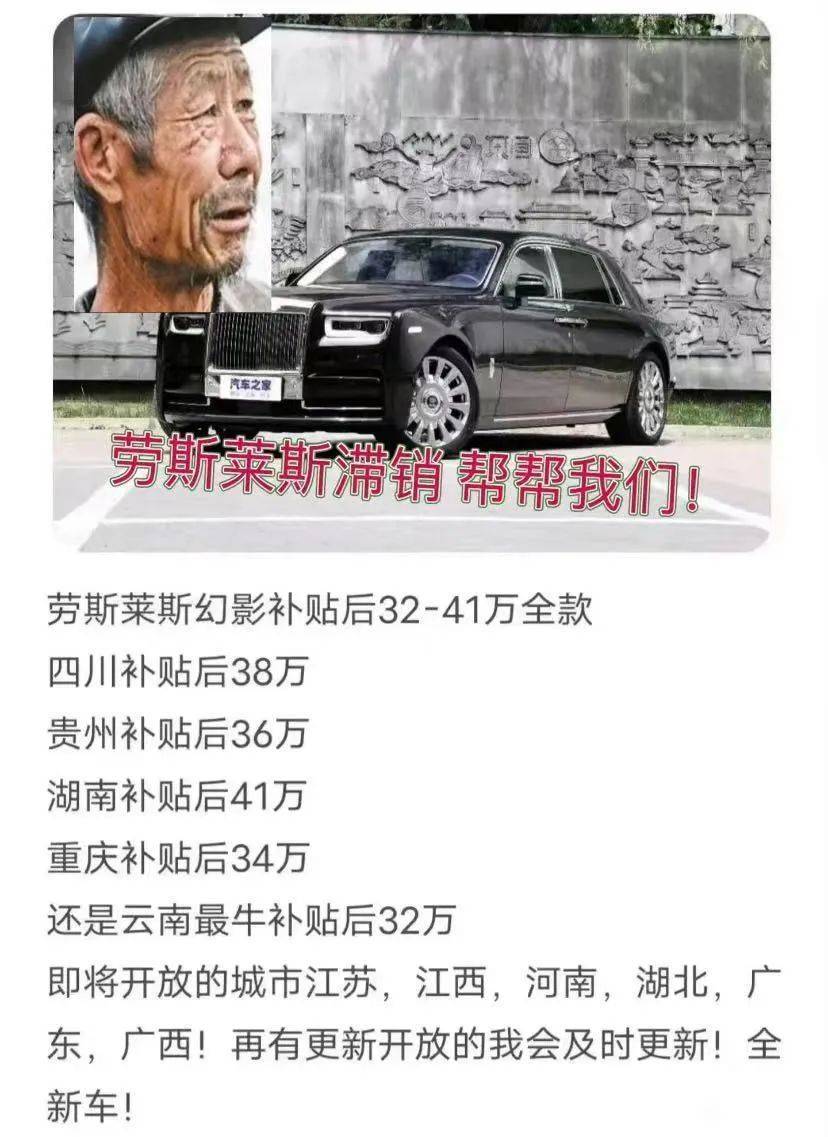 汽车之家
劳斯莱斯滞销 帮帮我们!
劳斯莱斯幻影补贴后32-41万全款
四川补贴后38万
贵州补贴后36万
湖南补贴后41万
重庆补贴后34万
还是云南最牛补贴后32万
即将开放的城市江苏，江西，河南，湖北，广
东，广西！再有更新开放的我会及时更新！全
新车！